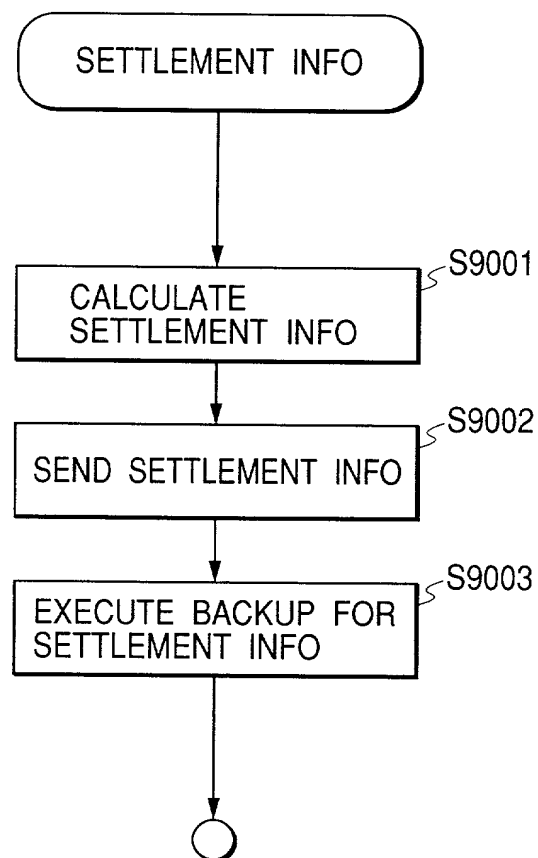 SETTLEMENT INFO
S9001
CALCULATE
SETTLEMENT INFO
S9002
SEND SETTLEMENT INFO
S9003
EXECUTE BACKUP FOR
SETTLEMENT INFO